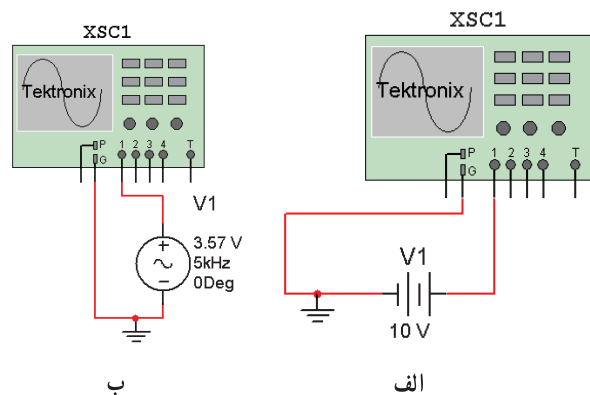 XSC1
Tektronix
P
G
1 2 3 4 T
V1
3.57 V
5kHz
0Deg
ب
XSC1
Tektronix
P
G
1 2 3 4 T
V1
10 V
الف